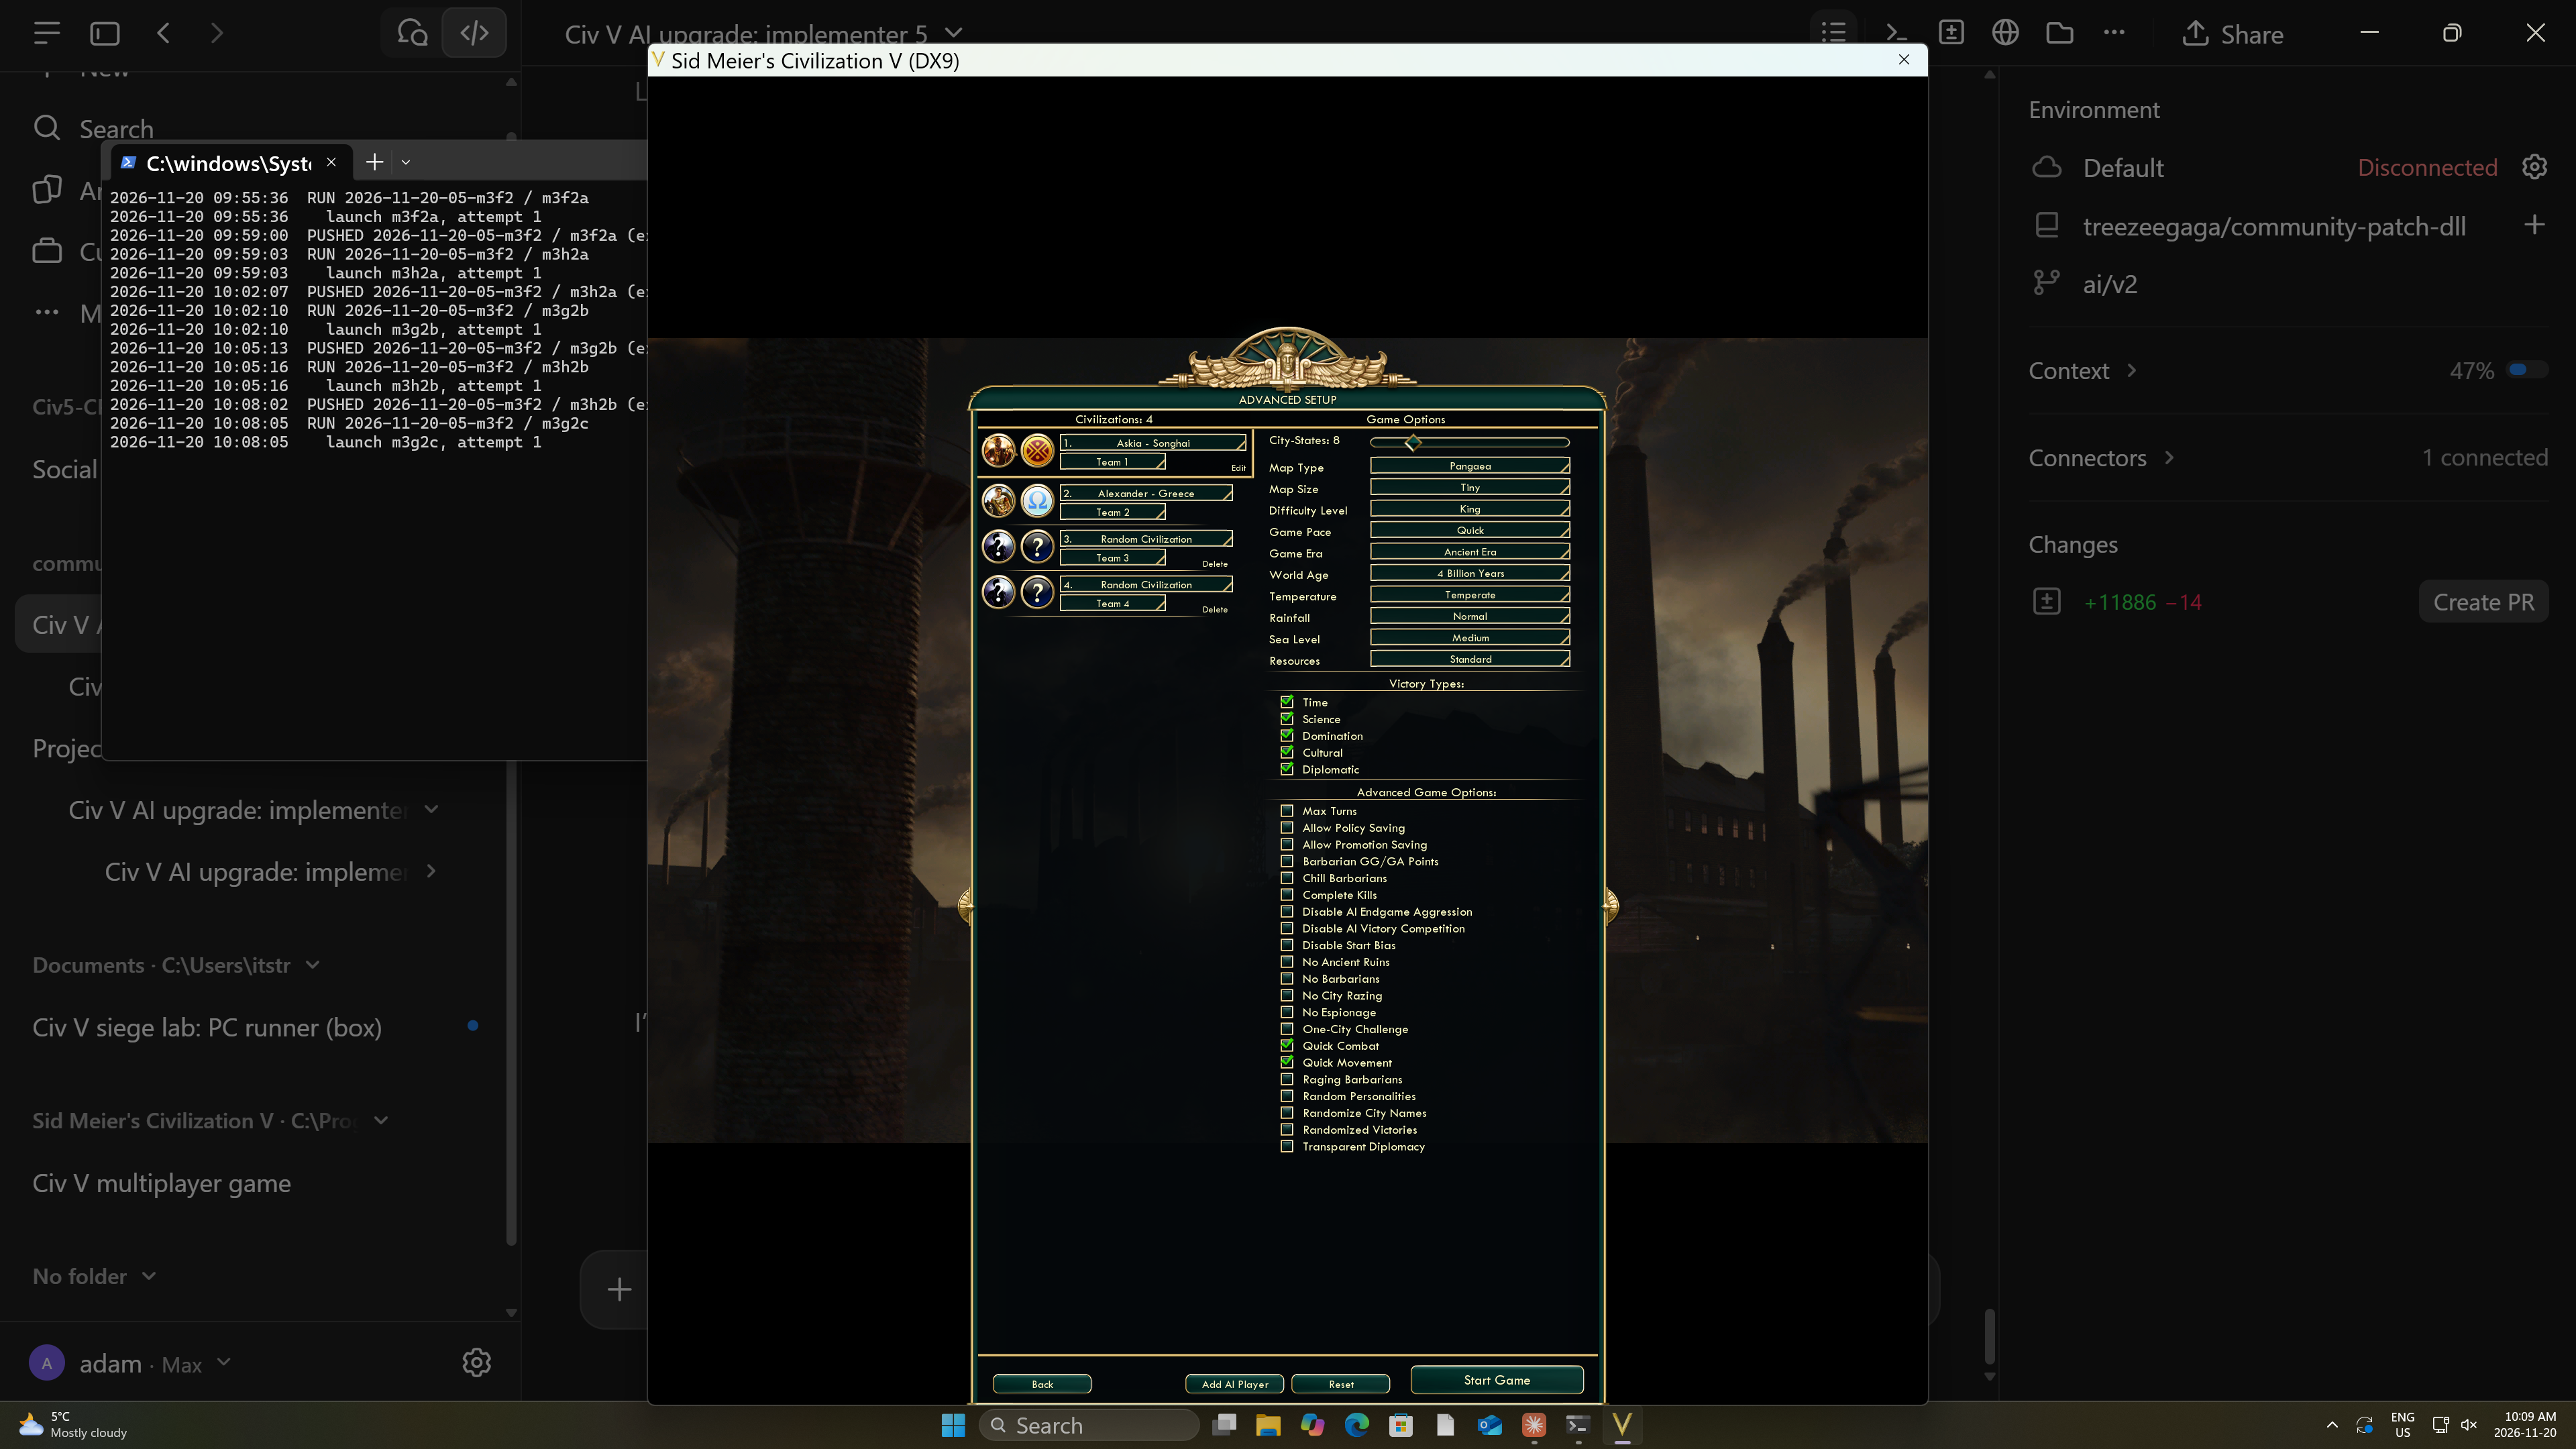 Civ V AI upgrade: implementer 5
Share
New
Search
Ar
Cu
M
Civ5-Cl
Social
commu
Civ V A
Civ
Projec
Civ V AI upgrade: implementer
Civ V AI upgrade: impleme
Documents · C:\Users\itstr
Civ V siege lab: PC runner (box)
Sid Meier's Civilization V · C:\Prog
Civ V multiplayer game
No folder
A
adam · Max
C:\windows\Syste
2026-11-20 09:55:36 RUN 2026-11-20-05-m3f2 / m3f2a
2026-11-20 09:55:36 launch m3f2a, attempt 1
2026-11-20 09:59:00 PUSHED 2026-11-20-05-m3f2 / m3f2a (ex
2026-11-20 09:59:03 RUN 2026-11-20-05-m3f2 / m3h2a
2026-11-20 09:59:03 launch m3h2a, attempt 1
2026-11-20 10:02:07 PUSHED 2026-11-20-05-m3f2 / m3h2a (ex
2026-11-20 10:02:10 RUN 2026-11-20-05-m3f2 / m3g2b
2026-11-20 10:02:10 launch m3g2b, attempt 1
2026-11-20 10:05:13 PUSHED 2026-11-20-05-m3f2 / m3g2b (ex
2026-11-20 10:05:16 RUN 2026-11-20-05-m3f2 / m3h2b
2026-11-20 10:05:16 launch m3h2b, attempt 1
2026-11-20 10:08:02 PUSHED 2026-11-20-05-m3f2 / m3h2b (ex
2026-11-20 10:08:05 RUN 2026-11-20-05-m3f2 / m3g2c
2026-11-20 10:08:05 launch m3g2c, attempt 1
Sid Meier's Civilization V (DX9)
ADVANCED SETUP
Civilizations: 4
1. Askia - Songhai
Team 1
Edit
2. Alexander - Greece
Team 2
3. Random Civilization
Team 3
Delete
4. Random Civilization
Team 4
Delete
Game Options
City-States: 8
Map Type Pangaea
Map Size Tiny
Difficulty Level King
Game Pace Quick
Game Era Ancient Era
World Age 4 Billion Years
Temperature Temperate
Rainfall Normal
Sea Level Medium
Resources Standard
Victory Types:
Time
Science
Domination
Cultural
Diplomatic
Advanced Game Options:
Max Turns
Allow Policy Saving
Allow Promotion Saving
Barbarian GG/GA Points
Chill Barbarians
Complete Kills
Disable AI Endgame Aggression
Disable AI Victory Competition
Disable Start Bias
No Ancient Ruins
No Barbarians
No City Razing
No Espionage
One-City Challenge
Quick Combat
Quick Movement
Raging Barbarians
Random Personalities
Randomize City Names
Randomized Victories
Transparent Diplomacy
Back
Add AI Player
Reset
Start Game
Environment
Default Disconnected
treezeegaga/community-patch-dll
ai/v2
Context 47%
Connectors 1 connected
Changes
+11886 −14
Create PR
5°C
Mostly cloudy
Search
ENG
US
10:09 AM
2026-11-20